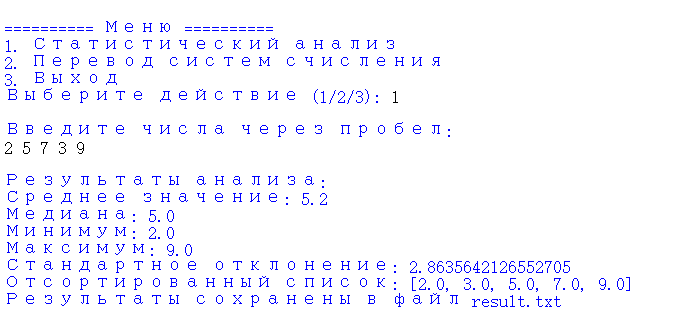 ========== Меню ==========
1. Статистический анализ
2. Перевод систем счисления
3. Выход
Выберите действие (1/2/3): 1
Введите числа через пробел:
2 5 7 3 9
Результаты анализа:
Среднее значение: 5.2
Медиана: 5.0
Минимум: 2.0
Максимум: 9.0
Стандартное отклонение: 2.8635642126552705
Отсортированный список: [2.0, 3.0, 5.0, 7.0, 9.0]
Результаты сохранены в файл result.txt